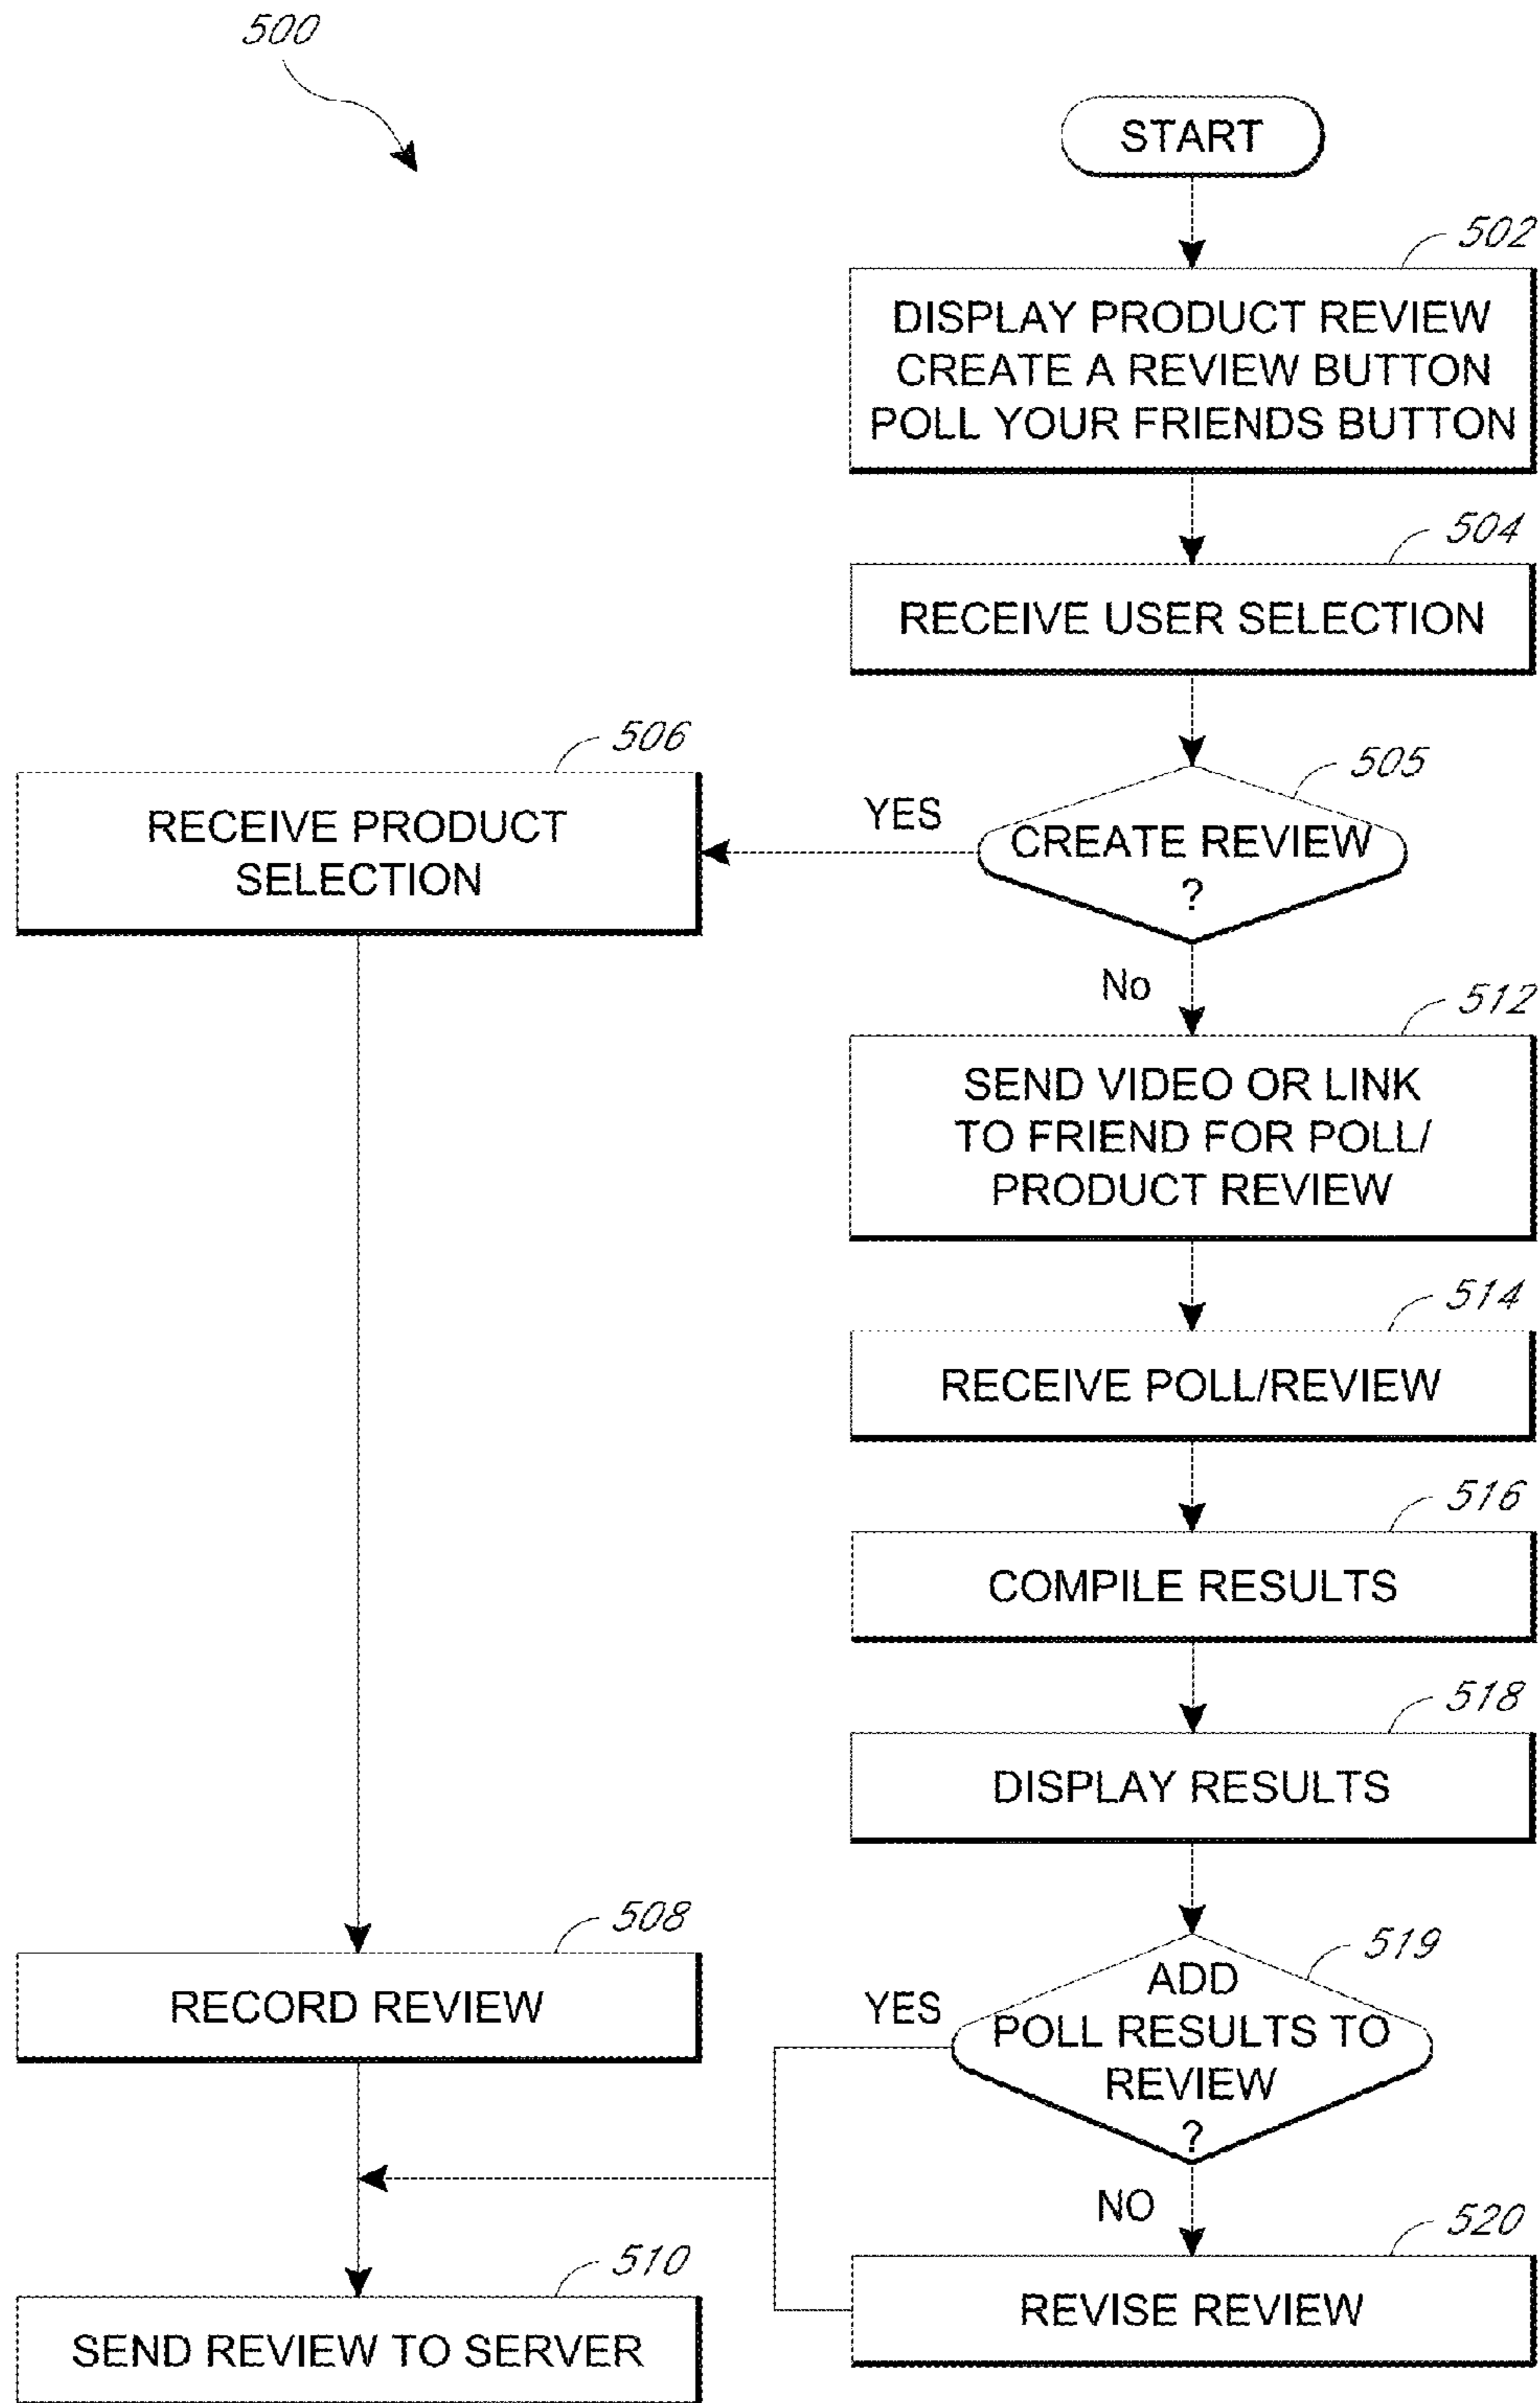 500
START
502
DISPLAY PRODUCT REVIEW
CREATE A REVIEW BUTTON
POLL YOUR FRIENDS BUTTON
504
RECEIVE USER SELECTION
505
CREATE REVIEW
?
YES
506
RECEIVE PRODUCT
SELECTION
No
512
SEND VIDEO OR LINK
TO FRIEND FOR POLL/
PRODUCT REVIEW
514
RECEIVE POLL/REVIEW
516
COMPILE RESULTS
518
DISPLAY RESULTS
519
ADD
POLL RESULTS TO
REVIEW
?
YES
508
RECORD REVIEW
NO
520
REVISE REVIEW
510
SEND REVIEW TO SERVER